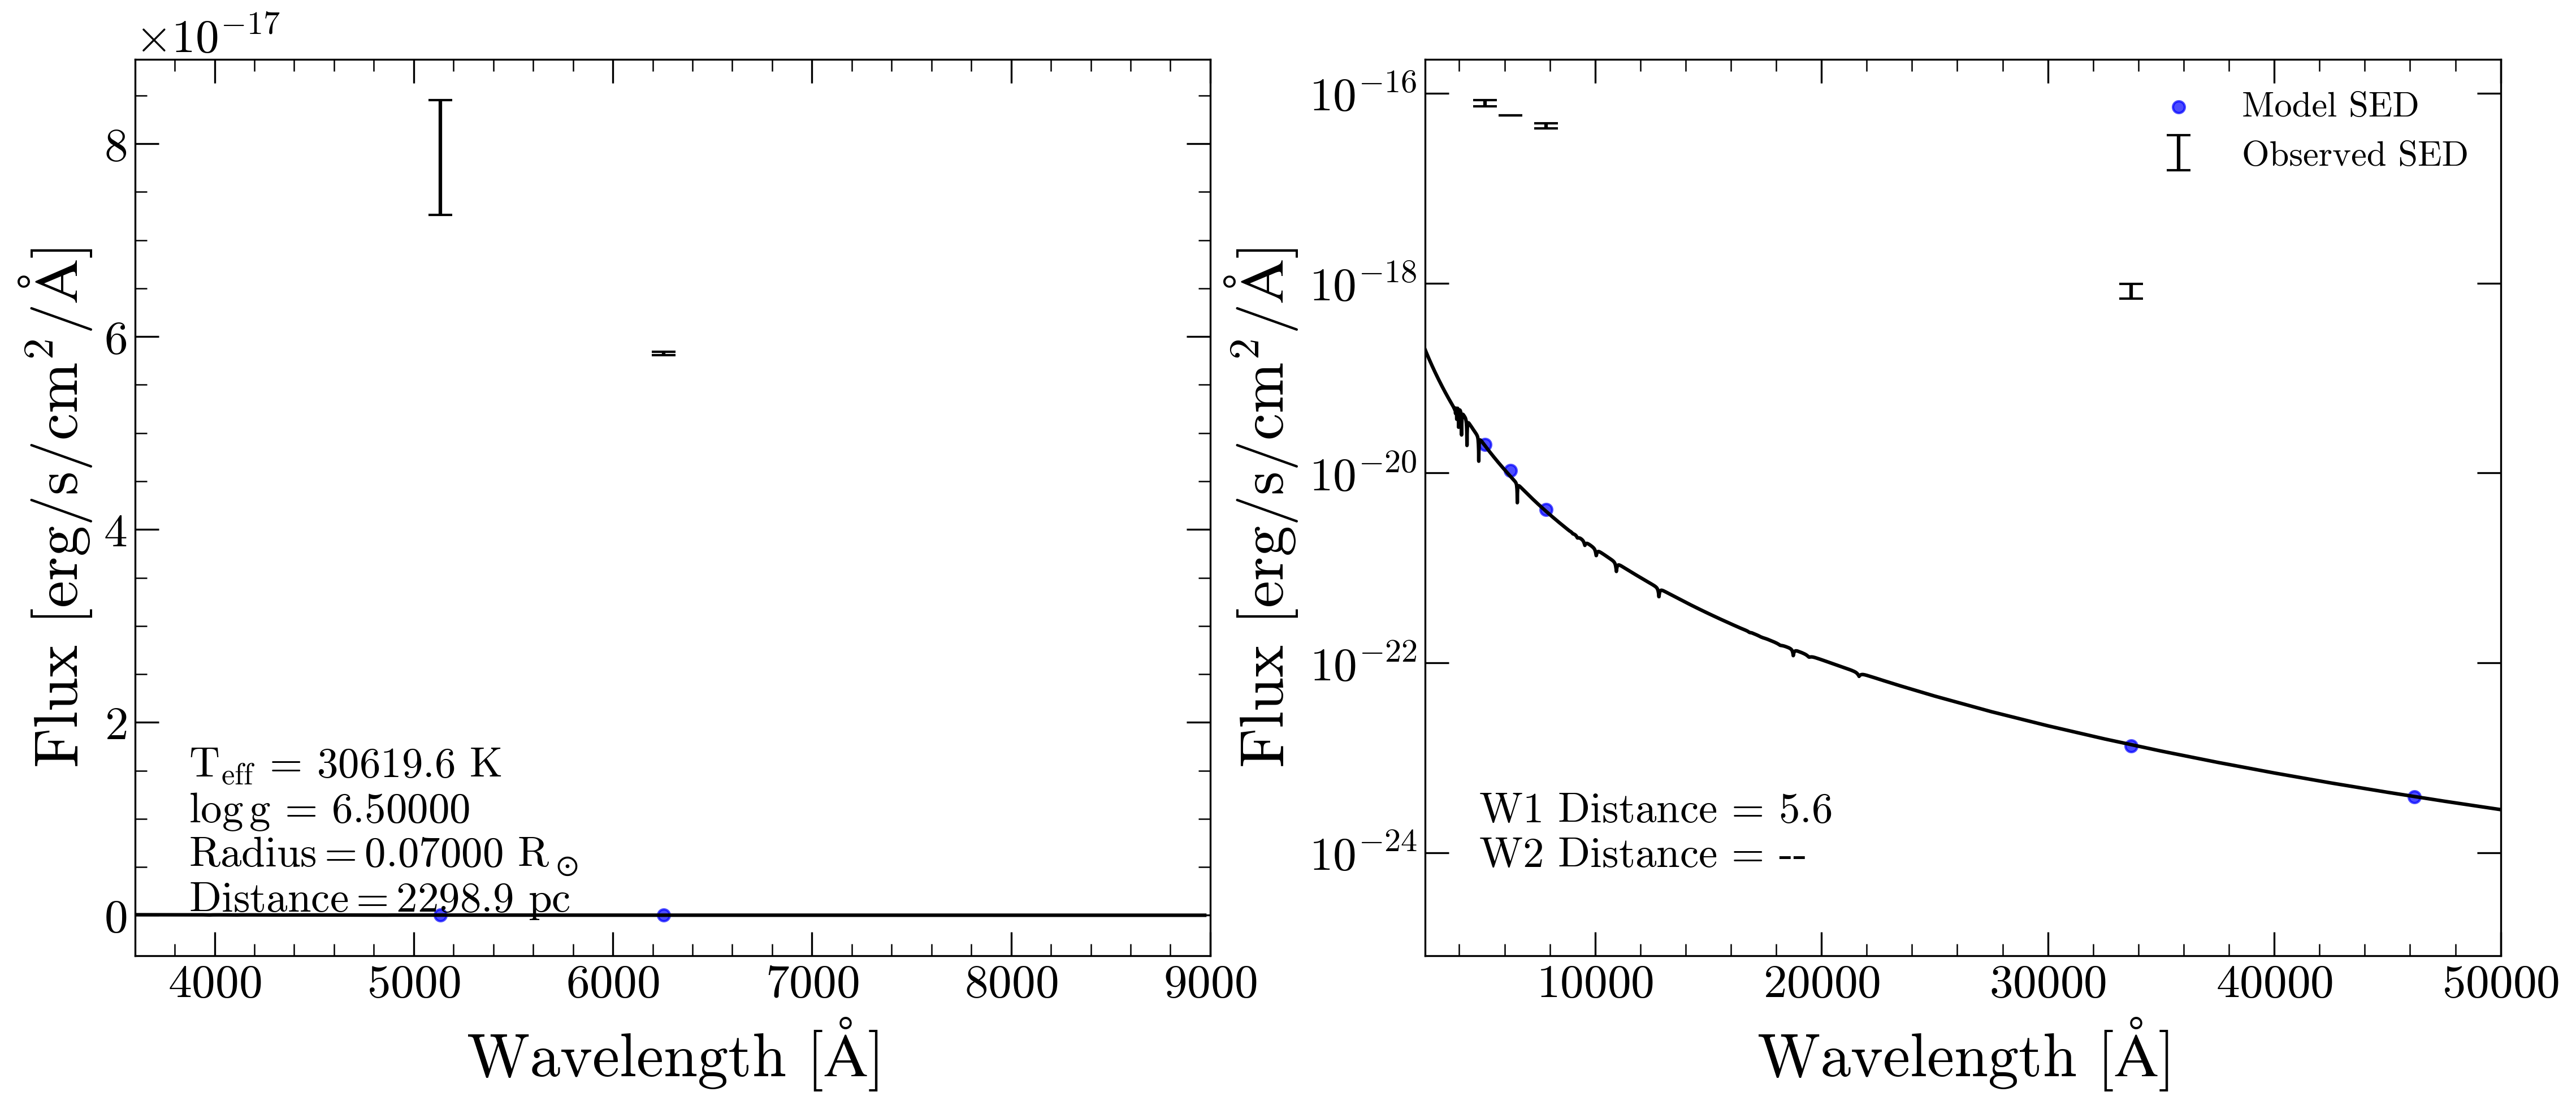 ×10⁻¹⁷
8
6
4
2
0
Flux [erg/s/cm²/Å]
T_eff = 30619.6 K
log g = 6.50000
Radius = 0.07000 R_⊙
Distance = 2298.9 pc
4000 5000 6000 7000 8000 9000
Wavelength [Å]
10⁻¹⁶
10⁻¹⁸
10⁻²⁰
10⁻²²
10⁻²⁴
Flux [erg/s/cm²/Å]
Model SED
Observed SED
W1 Distance = 5.6
W2 Distance = --
10000 20000 30000 40000 50000
Wavelength [Å]